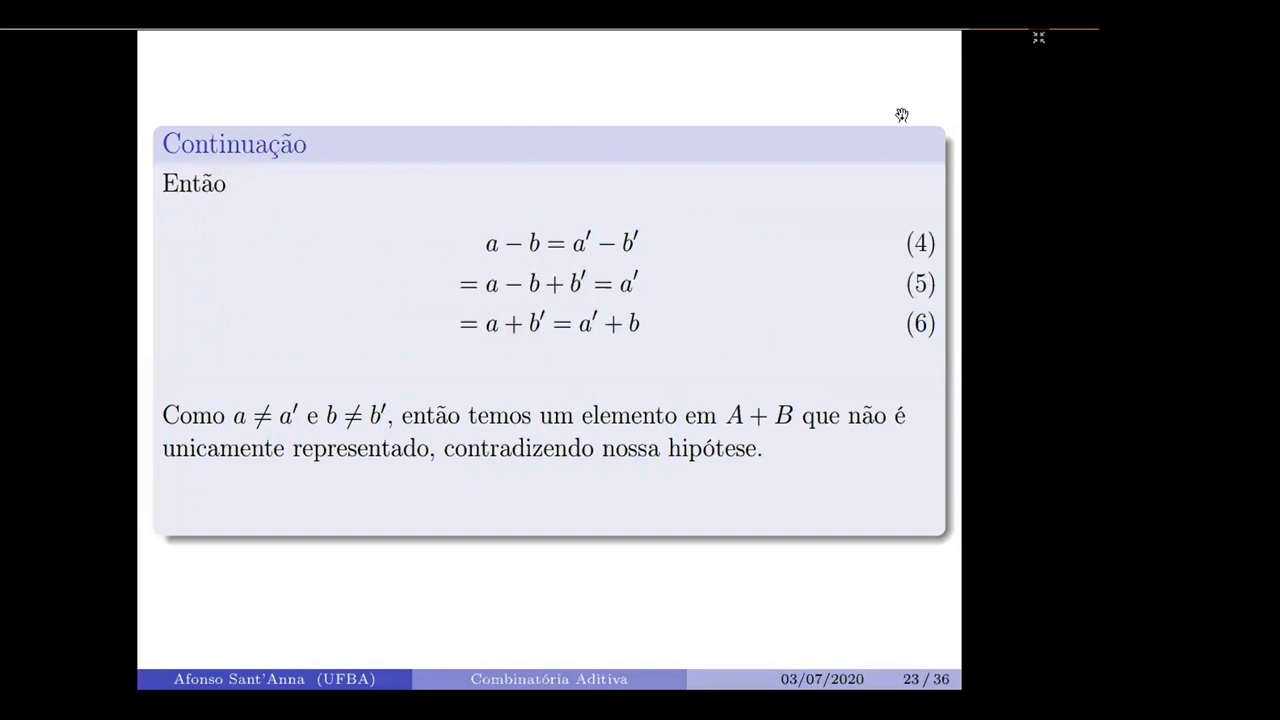 Continuação
Então
a − b = a′ − b′ (4)
= a − b + b′ = a′ (5)
= a + b′ = a′ + b (6)
Como a ≠ a′ e b ≠ b′, então temos um elemento em A + B que não é
unicamente representado, contradizendo nossa hipótese.
Afonso Sant'Anna (UFBA) Combinatória Aditiva 03/07/2020 23 / 36